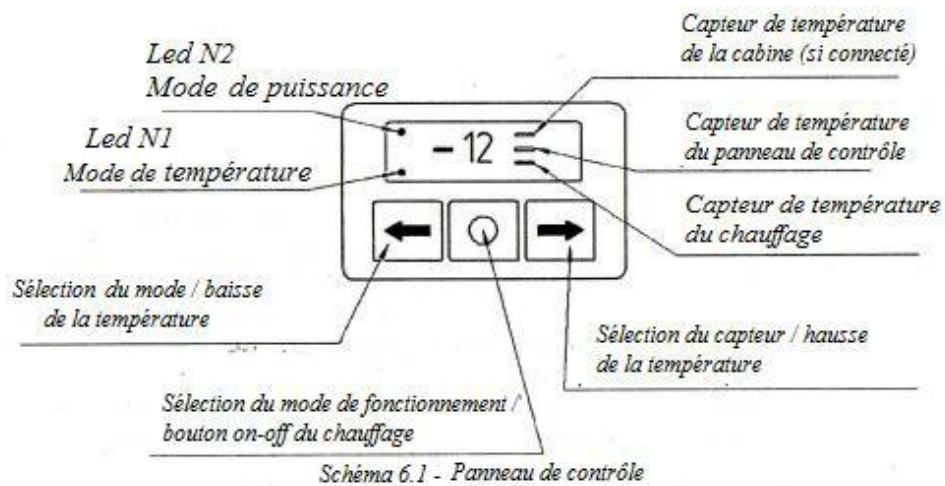 Led N2
Mode de puissance
Led N1
Mode de température
Capteur de température
de la cabine (si connecté)
- 12
Capteur de température
du panneau de contrôle
Capteur de température
du chauffage
Sélection du mode / baisse
de la température
Sélection du capteur / hausse
de la température
Sélection du mode de fonctionnement /
bouton on-off du chauffage
Schéma 6.1 - Panneau de contrôle